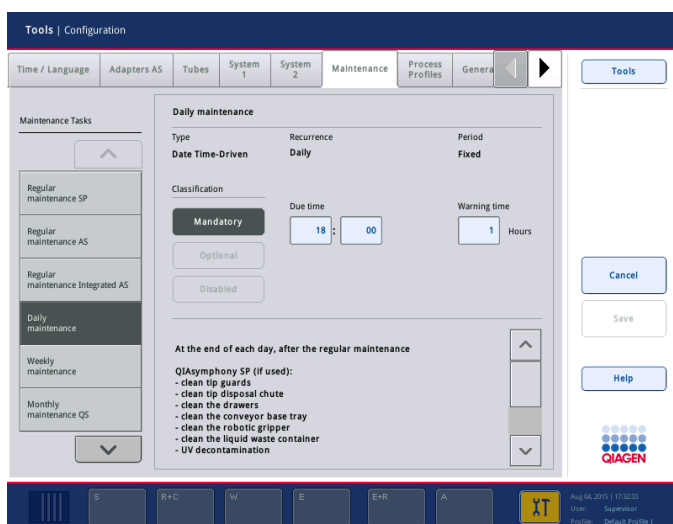 Tools | Configuration
Time / Language
Adapters AS
Tubes
System
1
System
2
Maintenance
Process
Profiles
Genera
Tools
Maintenance Tasks
Regular
maintenance SP
Regular
maintenance AS
Regular
maintenance Integrated AS
Daily
maintenance
Weekly
maintenance
Monthly
maintenance QS
Daily maintenance
Type
Recurrence
Period
Date Time-Driven
Daily
Fixed
Classification
Mandatory
Optional
Disabled
Due time
18 : 00
Warning time
1 Hours
At the end of each day, after the regular maintenance
QIAsymphony SP (if used):
- clean tip guards
- clean tip disposal chute
- clean the drawers
- clean the conveyor base tray
- clean the robotic gripper
- clean the liquid waste container
- UV decontamination
Cancel
Save
Help
QIAGEN
S
R+C
W
E
E+R
A
Aug 04, 2015 | 17:32:33
User: Supervisor
Profile: Default Profile 1